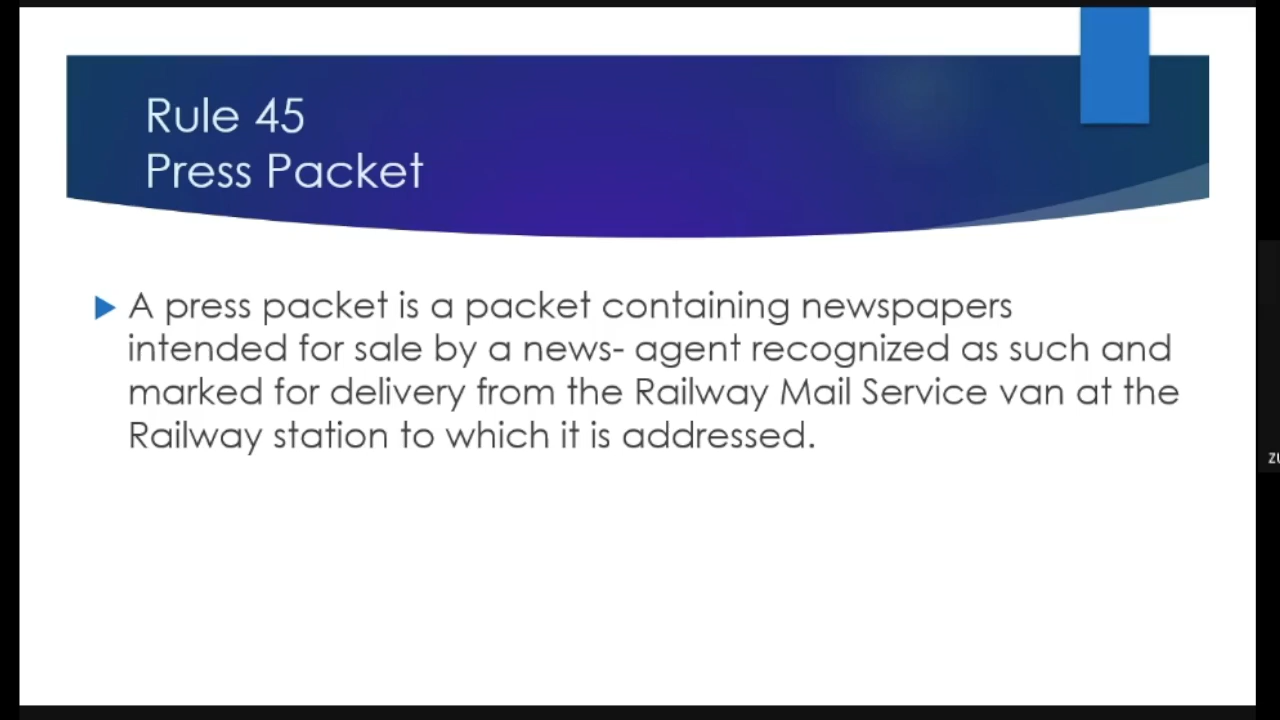 Rule 45
Press Packet
A press packet is a packet containing newspapers
intended for sale by a news- agent recognized as such and
marked for delivery from the Railway Mail Service van at the
Railway station to which it is addressed.